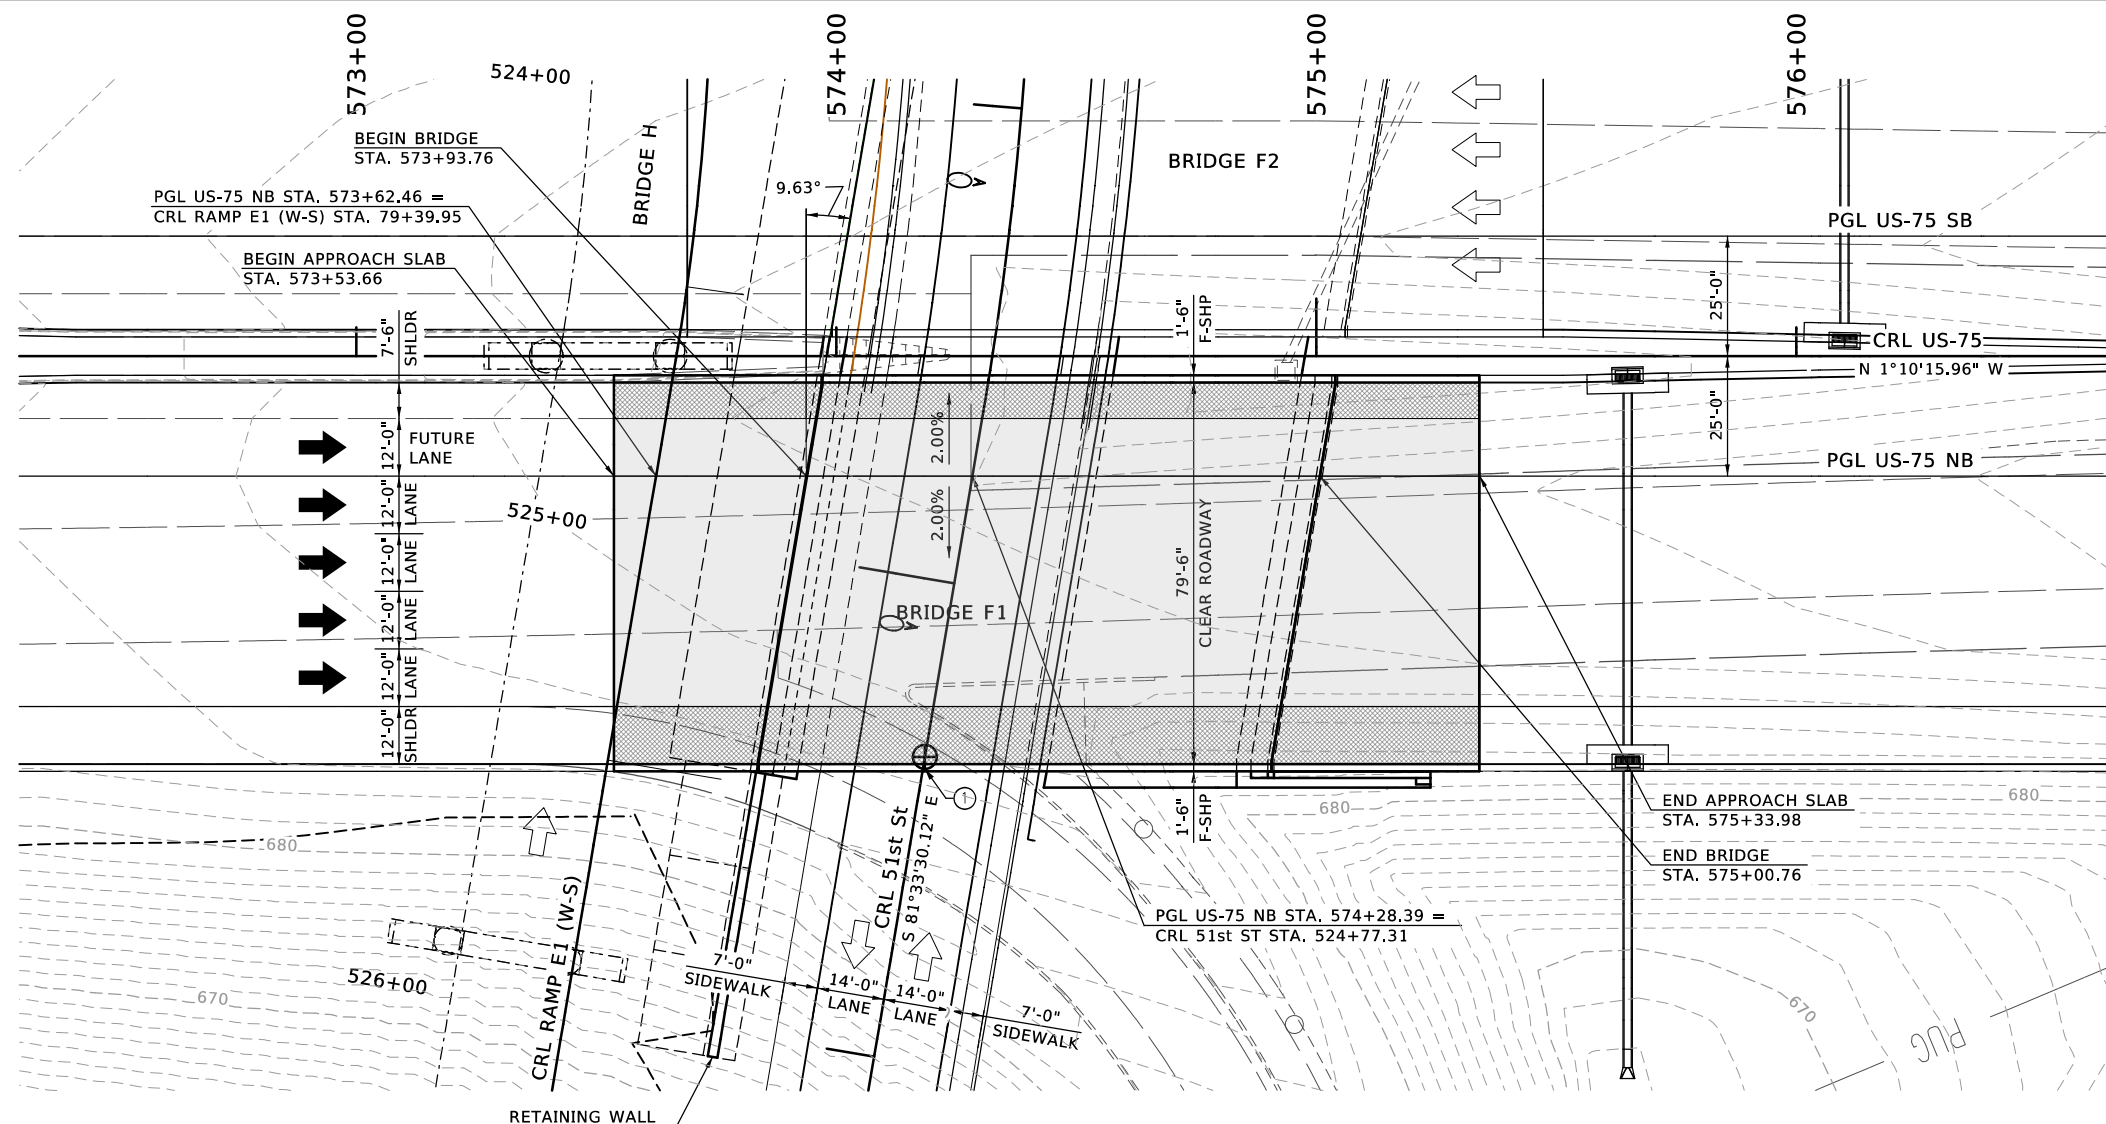 573+00
574+00
575+00
576+00
524+00
BEGIN BRIDGE
STA. 573+93.76
BRIDGE H
BRIDGE F2
9.63°
PGL US-75 NB STA. 573+62.46 =
CRL RAMP E1 (W-S) STA. 79+39.95
PGL US-75 SB
BEGIN APPROACH SLAB
STA. 573+53.66
7'-6"
SHLDR
1'-6"
F-SHP
25'-0"
CRL US-75
N 1°10'15.96" W
25'-0"
12'-0"
FUTURE
LANE
2.00%
PGL US-75 NB
12'-0"
LANE
525+00
2.00%
12'-0"
LANE
79'-6"
CLEAR ROADWAY
12'-0"
LANE
BRIDGE F1
12'-0"
LANE
12'-0"
SHLDR
1
1'-6"
F-SHP
680
680
680
END APPROACH SLAB
STA. 575+33.98
END BRIDGE
STA. 575+00.76
CRL 51st St
S 81°33'30.12" E
PGL US-75 NB STA. 574+28.39 =
CRL 51st ST STA. 524+77.31
CRL RAMP E1 (W-S)
526+00
670
670
7'-0"
SIDEWALK
14'-0"
LANE
14'-0"
LANE
7'-0"
SIDEWALK
PUG
RETAINING WALL